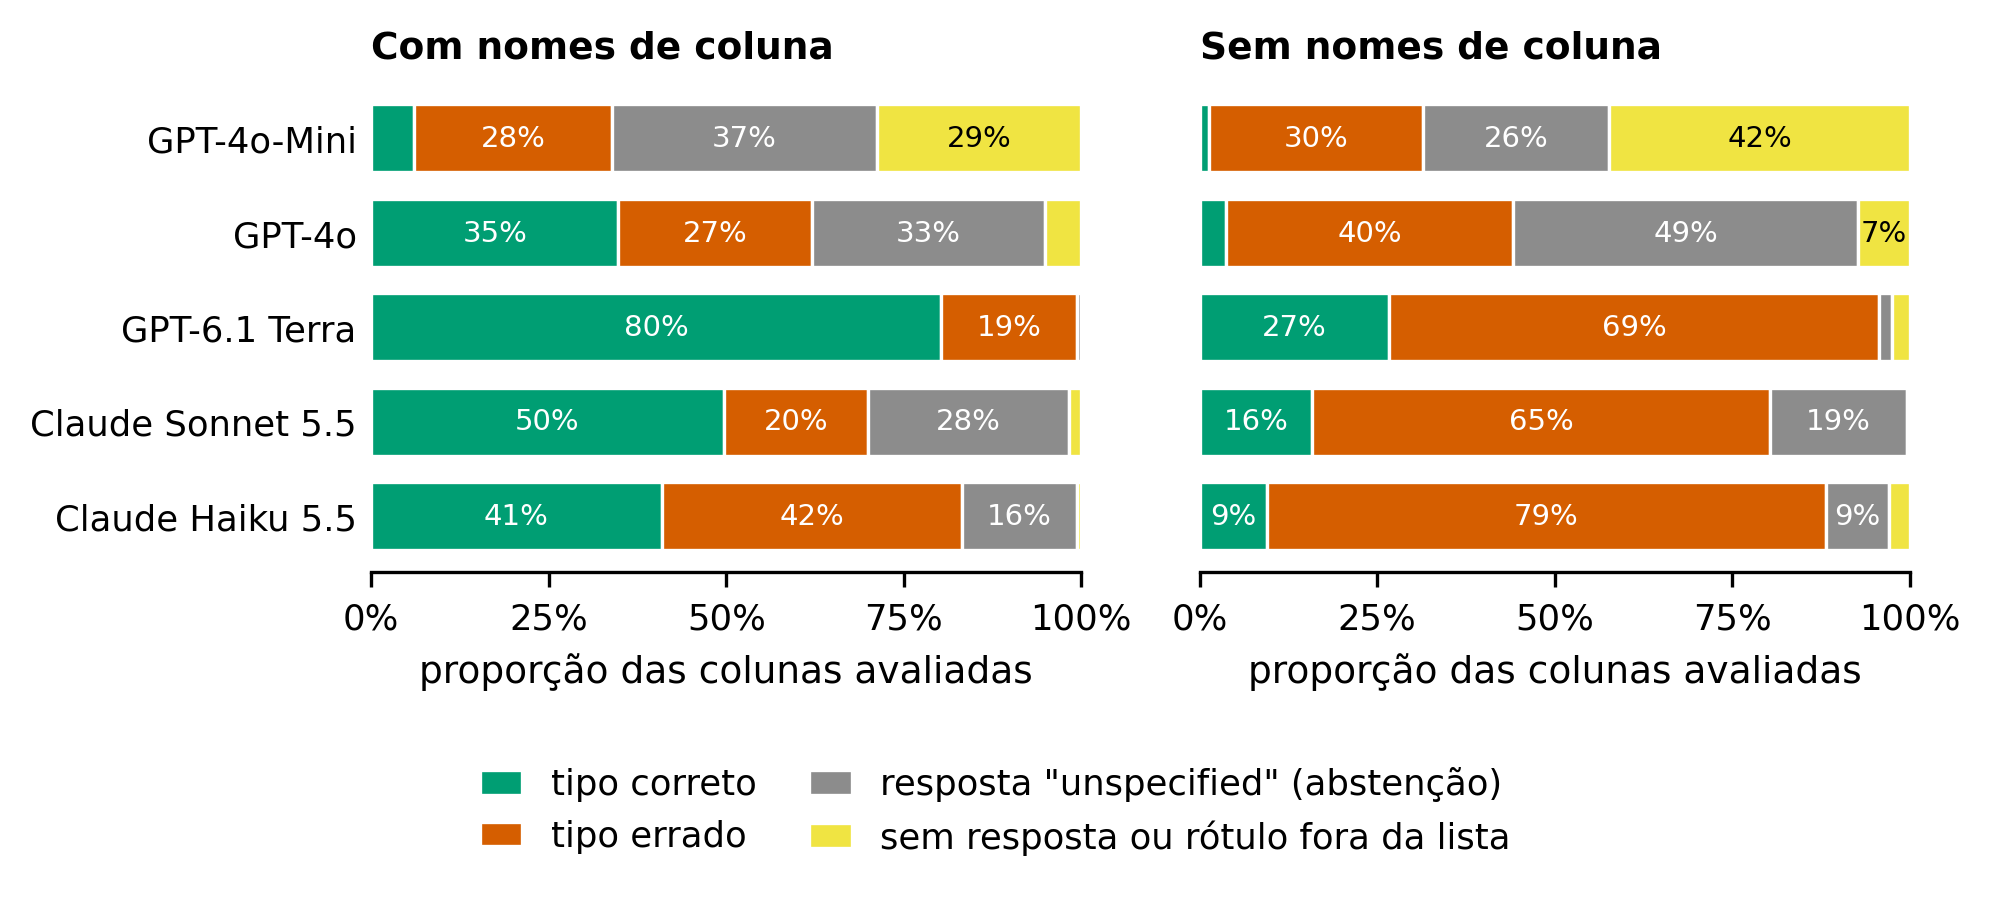 Com nomes de coluna
Sem nomes de coluna
GPT-4o-Mini
28%
37%
29%
30%
26%
42%
GPT-4o
35%
27%
33%
40%
49%
7%
GPT-6.1 Terra
80%
19%
27%
69%
Claude Sonnet 5.5
50%
20%
28%
16%
65%
19%
Claude Haiku 5.5
41%
42%
16%
9%
79%
9%
0%
25%
50%
75%
100%
0%
25%
50%
75%
100%
proporção das colunas avaliadas
proporção das colunas avaliadas
tipo correto
resposta "unspecified" (abstenção)
tipo errado
sem resposta ou rótulo fora da lista